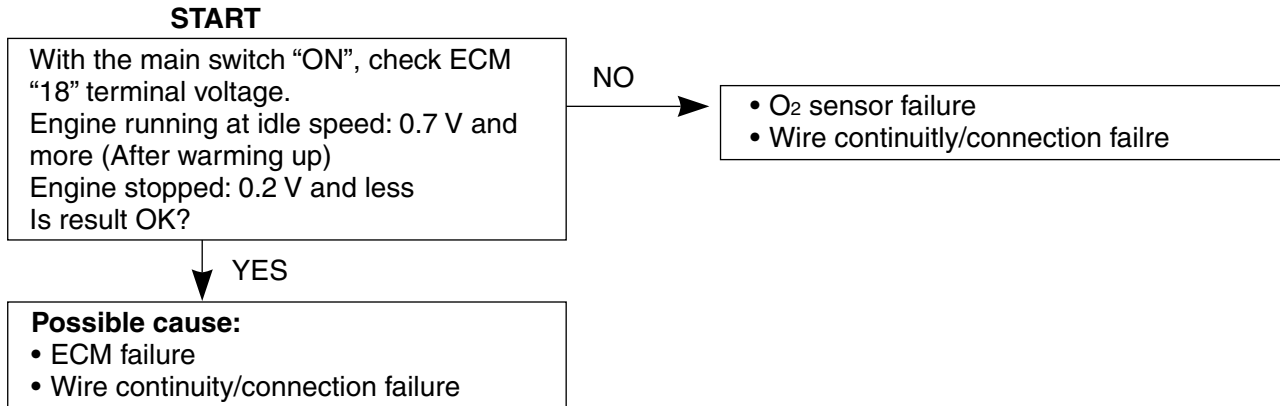 START
With the main switch “ON”, check ECM
“18” terminal voltage.
Engine running at idle speed: 0.7 V and
more (After warming up)
Engine stopped: 0.2 V and less
Is result OK?
NO
• O₂ sensor failure
• Wire continuitly/connection failre
YES
Possible cause:
• ECM failure
• Wire continuity/connection failure